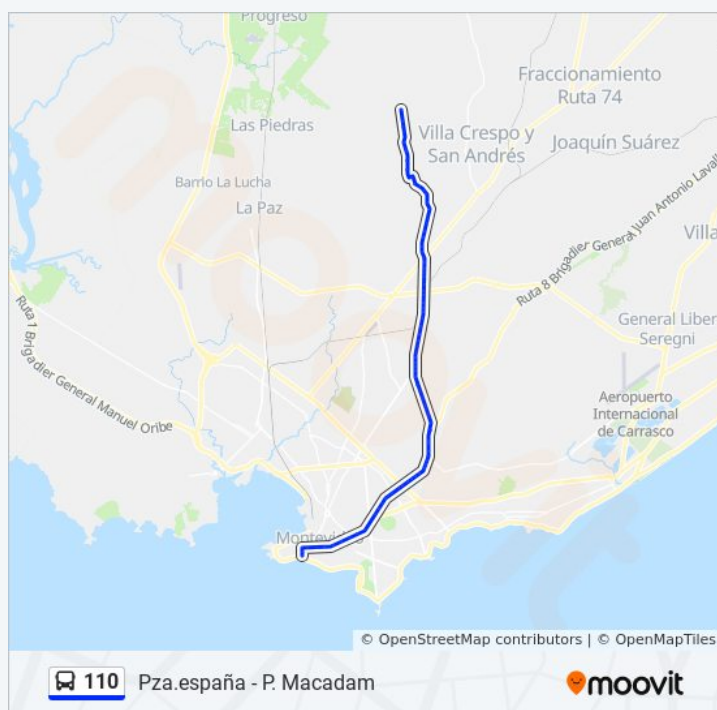 Progreso
Fraccionamiento
Ruta 74
Las Piedras
Villa Crespo y
San Andrés
Joaquín Suárez
Barrio La Lucha
La Paz
Ruta 8 Brigadier General Juan Antonio Lavall
Villa
Ruta 1 Brigadier General Manuel Oribe
General Liber
Seregni
Aeropuerto
Internacional
de Carrasco
moovit
© OpenStreetMap contributors | © OpenMapTiles
110 Pza.españa - P. Macadam
moovit